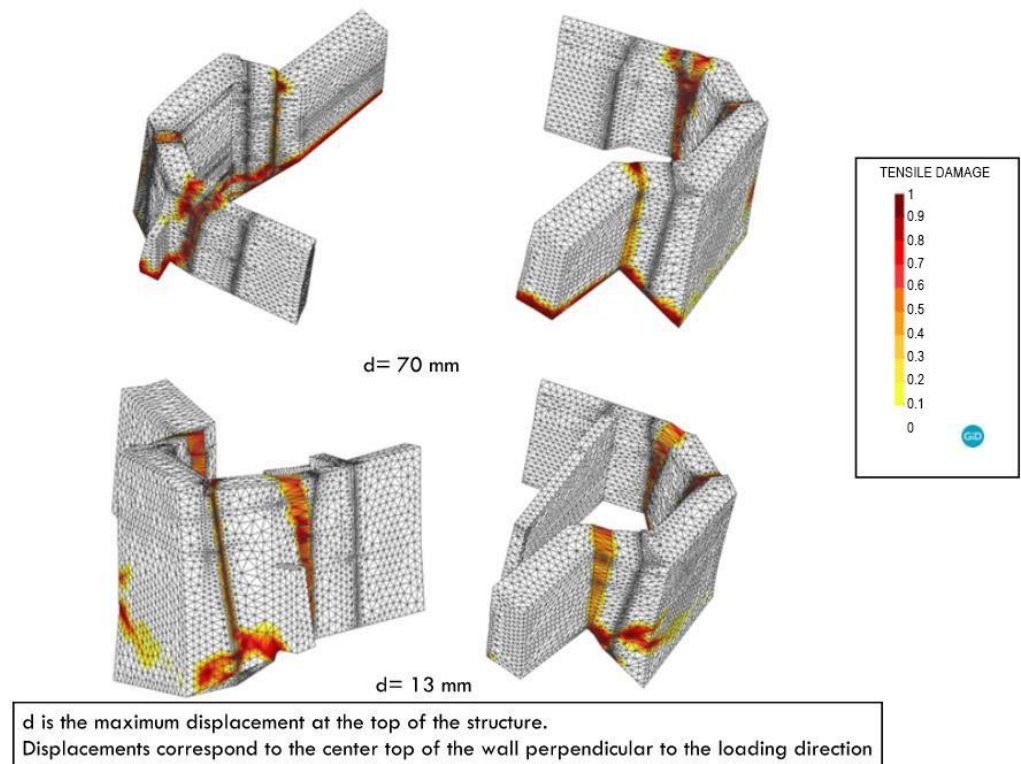 TENSILE DAMAGE
1
0.9
0.8
0.7
0.6
0.5
0.4
0.3
0.2
0.1
0
GiD
d= 70 mm
d= 13 mm
d is the maximum displacement at the top of the structure.
Displacements correspond to the center top of the wall perpendicular to the loading direction